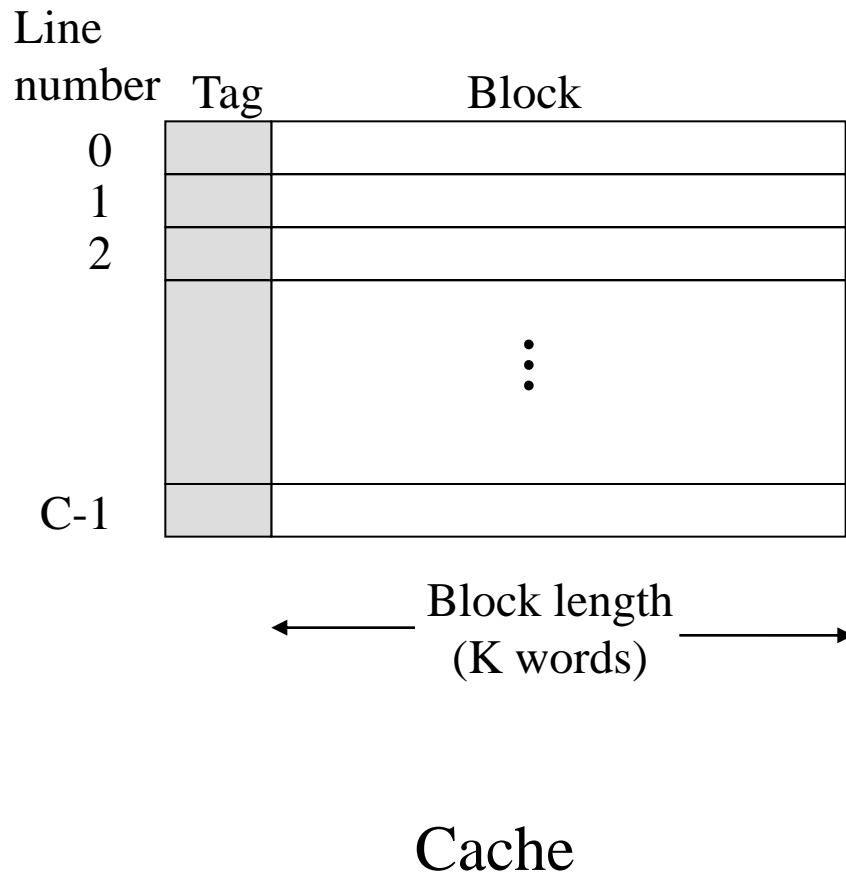 Line
number
Tag
Block
0
1
2
C-1
Block length
(K words)
Cache